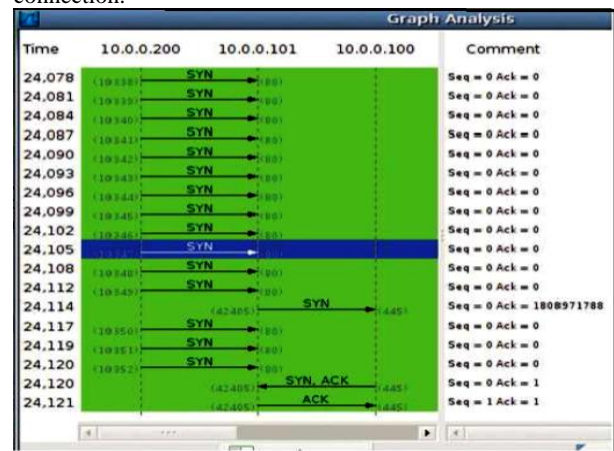 connection.
Graph Analysis
Time 10.0.0.200 10.0.0.101 10.0.0.100 Comment
24,078 (10338) SYN (80) Seq = 0 Ack = 0
24,081 (10339) SYN (80) Seq = 0 Ack = 0
24,084 (10340) SYN (80) Seq = 0 Ack = 0
24,087 (10341) SYN (80) Seq = 0 Ack = 0
24,090 (10342) SYN (80) Seq = 0 Ack = 0
24,093 (10343) SYN (80) Seq = 0 Ack = 0
24,096 (10344) SYN (80) Seq = 0 Ack = 0
24,099 (10345) SYN (80) Seq = 0 Ack = 0
24,102 (10346) SYN (80) Seq = 0 Ack = 0
24,105 SYN Seq = 0 Ack = 0
24,108 (10348) SYN (80) Seq = 0 Ack = 0
24,112 (10349) SYN (80) Seq = 0 Ack = 0
24,114 (42405) SYN (445) Seq = 0 Ack = 1808971788
24,117 (10350) SYN (80) Seq = 0 Ack = 0
24,119 (10351) SYN (80) Seq = 0 Ack = 0
24,120 (10352) SYN (80) Seq = 0 Ack = 0
24,120 (42405) SYN, ACK (445) Seq = 0 Ack = 1
24,121 (42405) ACK (445) Seq = 1 Ack = 1